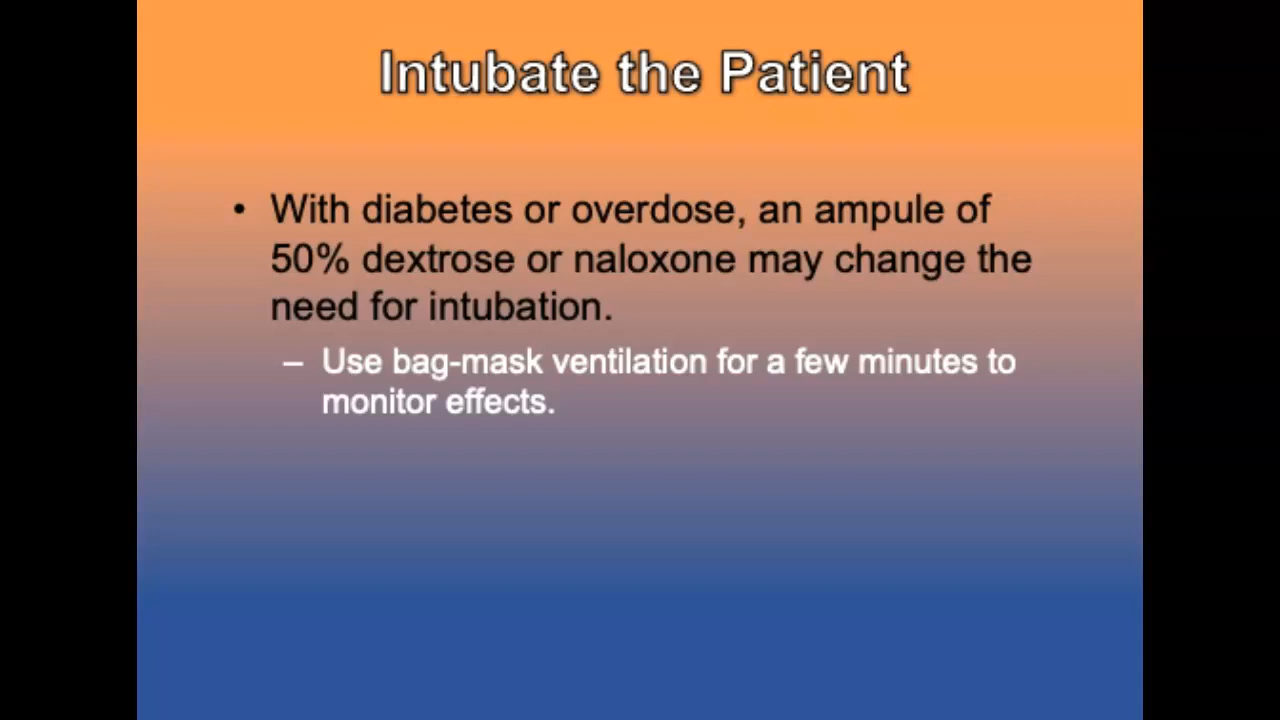 Intubate the Patient
• With diabetes or overdose, an ampule of
50% dextrose or naloxone may change the
need for intubation.
– Use bag-mask ventilation for a few minutes to
monitor effects.